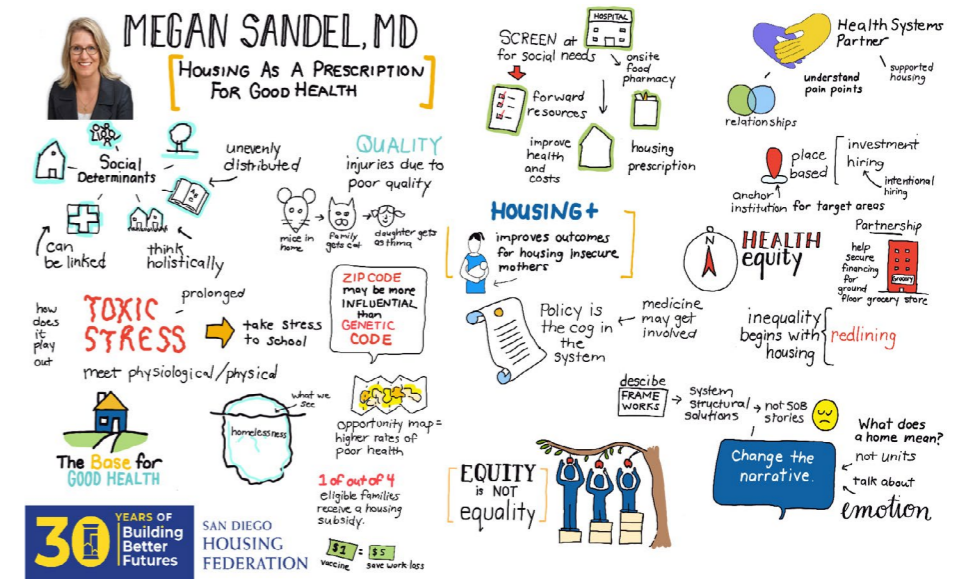 MEGAN SANDEL, MD
HOUSING AS A PRESCRIPTION
FOR GOOD HEALTH
Social
Determinants
unevenly
distributed
can
be linked
think
holistically
QUALITY
injuries due to
poor quality
mice in
home
family
gets cat
daughter gets
asthma
how
does
it
play
out
TOXIC
STRESS
prolonged
take stress
to school
meet physiological/physical
ZIP CODE
may be more
INFLUENTIAL
than
GENETIC
CODE
The Base for
GOOD HEALTH
what we
see
homelessness
opportunity map =
higher rates of
poor health
1 of out of 4
eligible families
receive a housing
subsidy.
$1 = $5
vaccine
save work loss
30 YEARS OF
Building
Better
Futures
SAN DIEGO
HOUSING
FEDERATION
SCREEN at
for social needs
HOSPITAL
onsite
food
pharmacy
forward
resources
improve
health
and
costs
housing
prescription
HOUSING+
improves outcomes
for housing insecure
mothers
Policy is
the cog in
the
system
medicine
may get
involved
EQUITY
is NOT
equality
Health Systems
Partner
supported
housing
understand
pain points
relationships
place
based
investment
hiring
intentional
hiring
anchor
institution for target areas
N
HEALTH
equity
Partnership
help
secure
financing
for
ground
floor grocery store
Grocery
inequality
begins with
housing
redlining
descibe
FRAME
WORKS
system
structural
solutions
not SOB
stories
Change the
narrative.
What does
a home mean?
not units
talk about
emotion